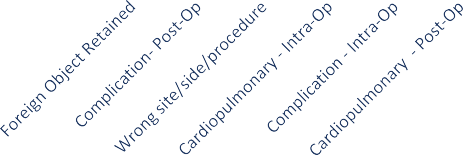 Foreign Object Retained
Complication- Post-Op
Wrong site/side/procedure
Cardiopulmonary - Intra-Op
Complication - Intra-Op
Cardiopulmonary  - Post-Op